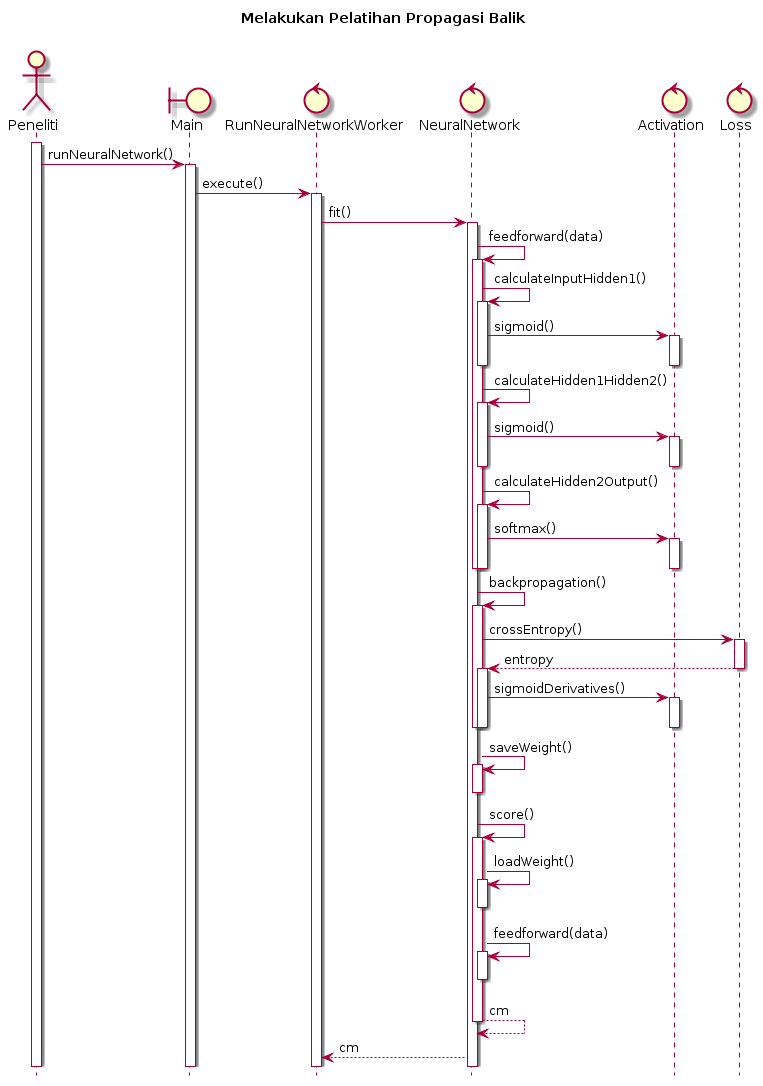 Melakukan Pelatihan Propagasi Balik
Peneliti
Main
RunNeuralNetworkWorker
NeuralNetwork
Activation
Loss
runNeuralNetwork()
execute()
fit()
feedforward(data)
calculateInputHidden1()
sigmoid()
calculateHidden1Hidden2()
sigmoid()
calculateHidden2Output()
softmax()
backpropagation()
crossEntropy()
entropy
sigmoidDerivatives()
saveWeight()
score()
loadWeight()
feedforward(data)
cm
cm